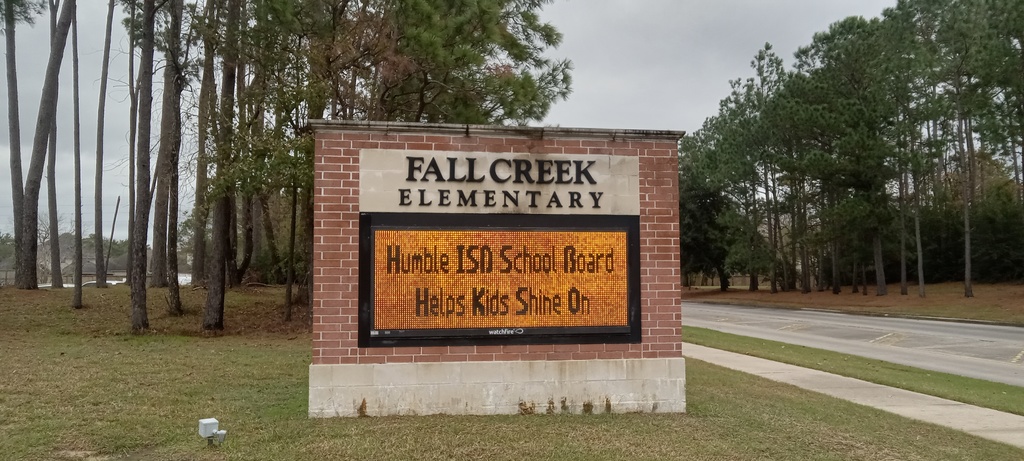 FALL CREEK
ELEMENTARY
Humble ISD School Board
Helps Kids Shine On
watchfire